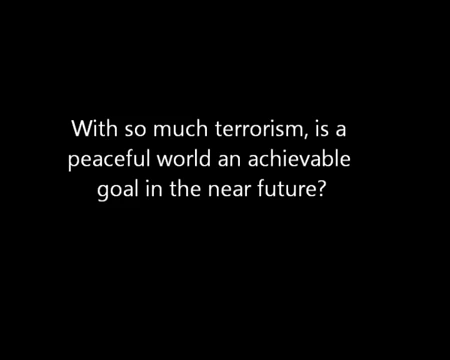 With so much terrorism, is a
peaceful world an achievable
goal in the near future?